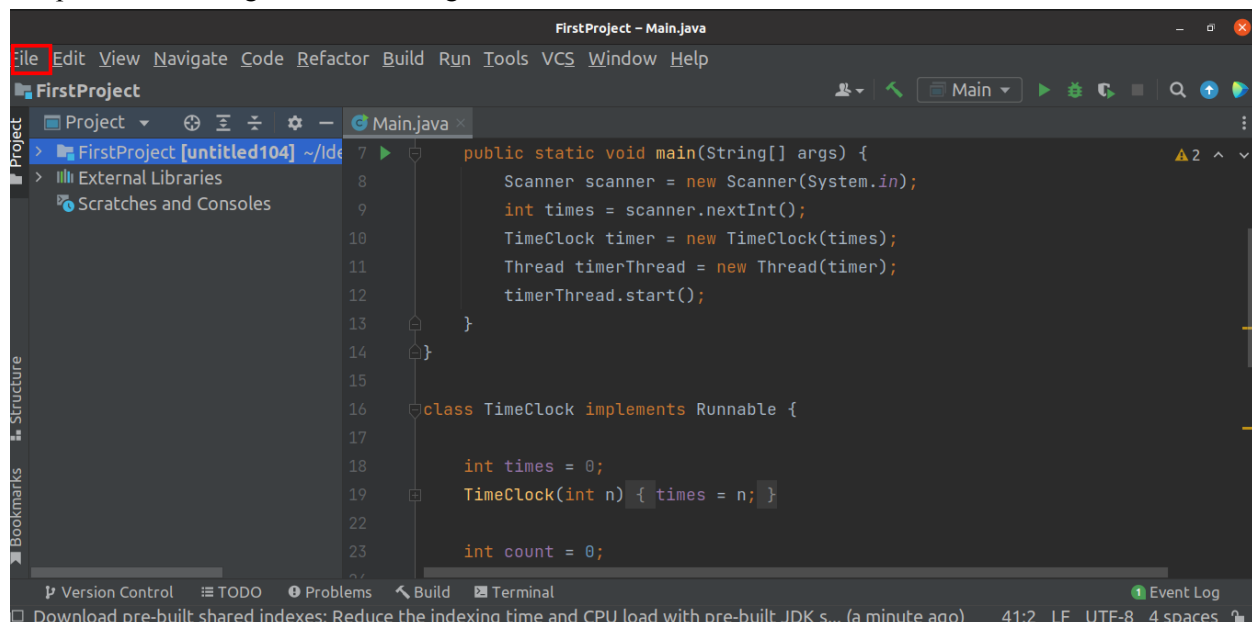 FirstProject – Main.java
File Edit View Navigate Code Refactor Build Run Tools VCS Window Help
FirstProject
Main
Project
Main.java
Project
FirstProject [untitled104] ~/Ide
External Libraries
Scratches and Consoles
7 public static void main(String[] args) {
2
8 Scanner scanner = new Scanner(System.in);
9 int times = scanner.nextInt();
10 TimeClock timer = new TimeClock(times);
11 Thread timerThread = new Thread(timer);
12 timerThread.start();
13 }
14 }
15
16 class TimeClock implements Runnable {
17
18 int times = 0;
19 TimeClock(int n) { times = n; }
22
23 int count = 0;
Structure
Bookmarks
Version Control TODO Problems Build Terminal
1 Event Log
Download pre-built shared indexes: Reduce the indexing time and CPU load with pre-built JDK s... (a minute ago) 41:2 LF UTF-8 4 spaces